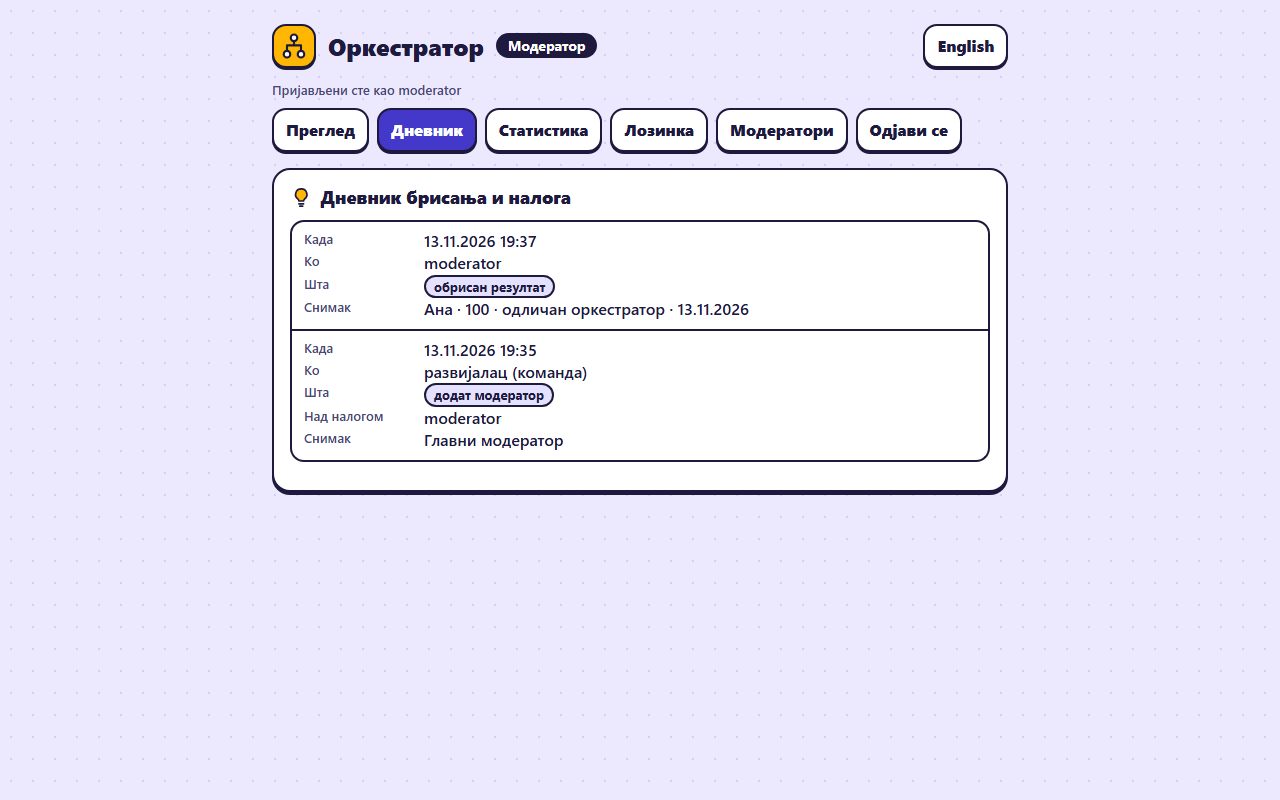 Оркестратор Модератор English
Пријављени сте као moderator
Преглед Дневник Статистика Лозинка Модератори Одјави се
Дневник брисања и налога
Када 13.11.2026 19:37
Ко moderator
Шта обрисан резултат
Снимак Ана · 100 · одличан оркестратор · 13.11.2026
Када 13.11.2026 19:35
Ко развијалац (команда)
Шта додат модератор
Над налогом moderator
Снимак Главни модератор